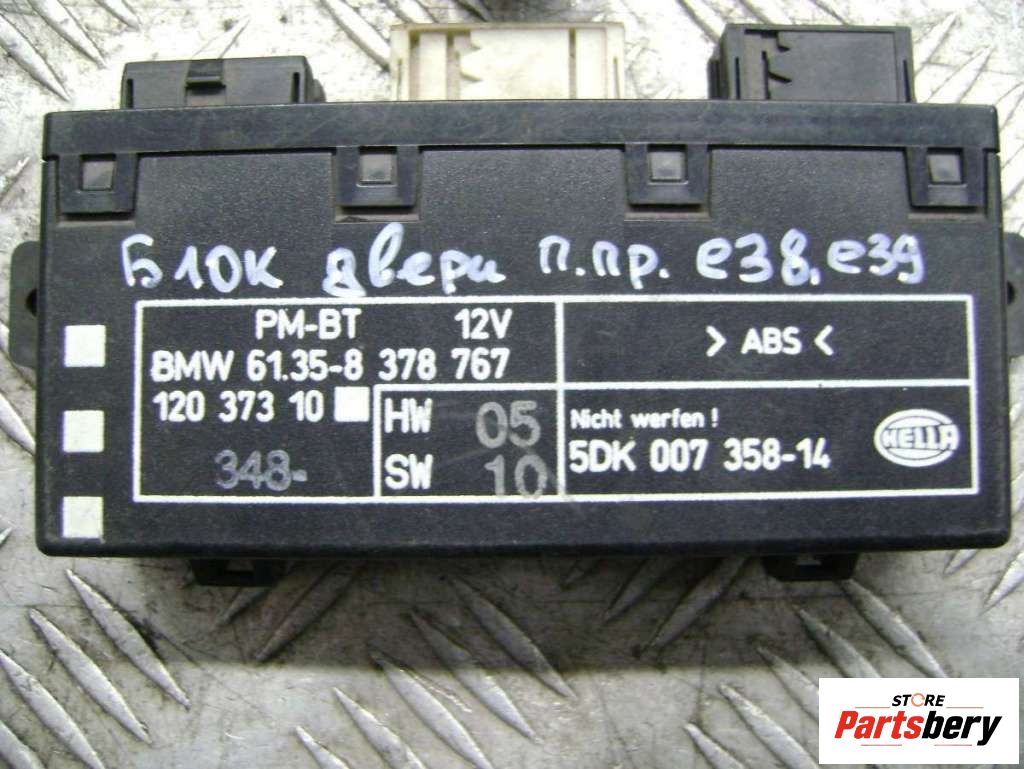 Блок двери п.пр. е38. е39
PM-BT 12V
BMW 61.35-8 378 767
120 373 10
348-
HW 05
SW 10
> ABS <
Nicht werfen !
5DK 007 358-14
HELLA
STORE
Partsbery